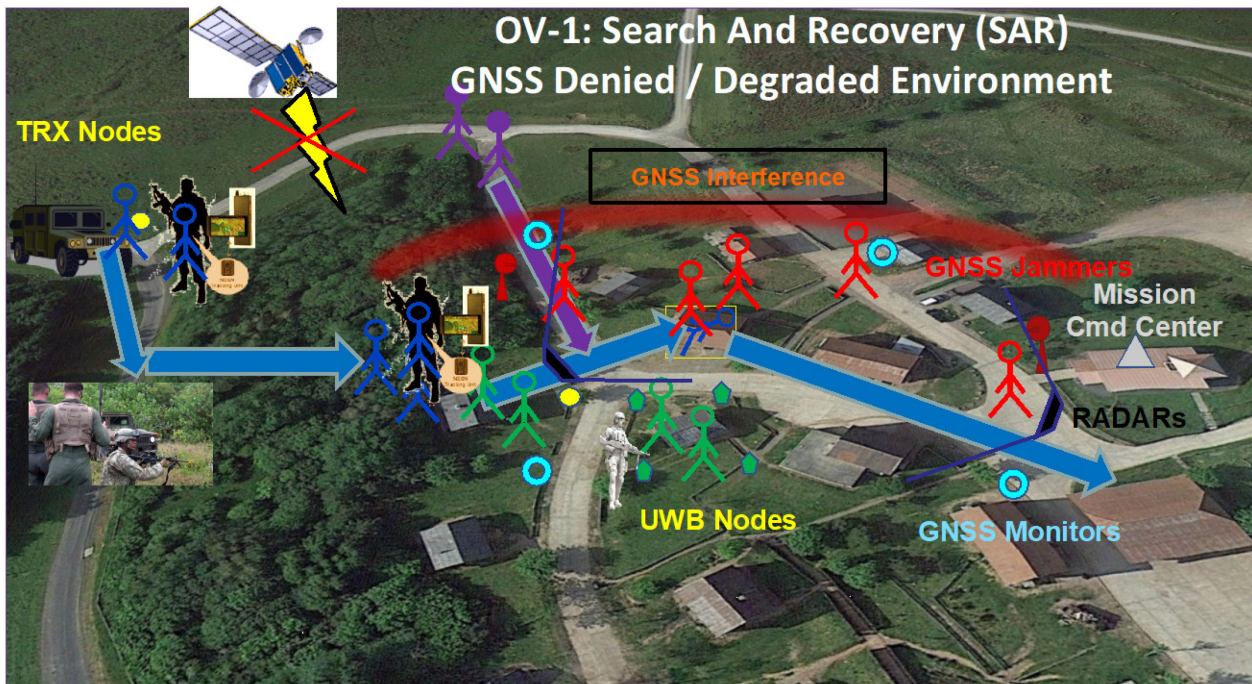 OV-1: Search And Recovery (SAR)
GNSS Denied / Degraded Environment
TRX Nodes
GNSS Interference
GNSS Jammers
Mission
Cmd Center
RADARs
UWB Nodes
GNSS Monitors